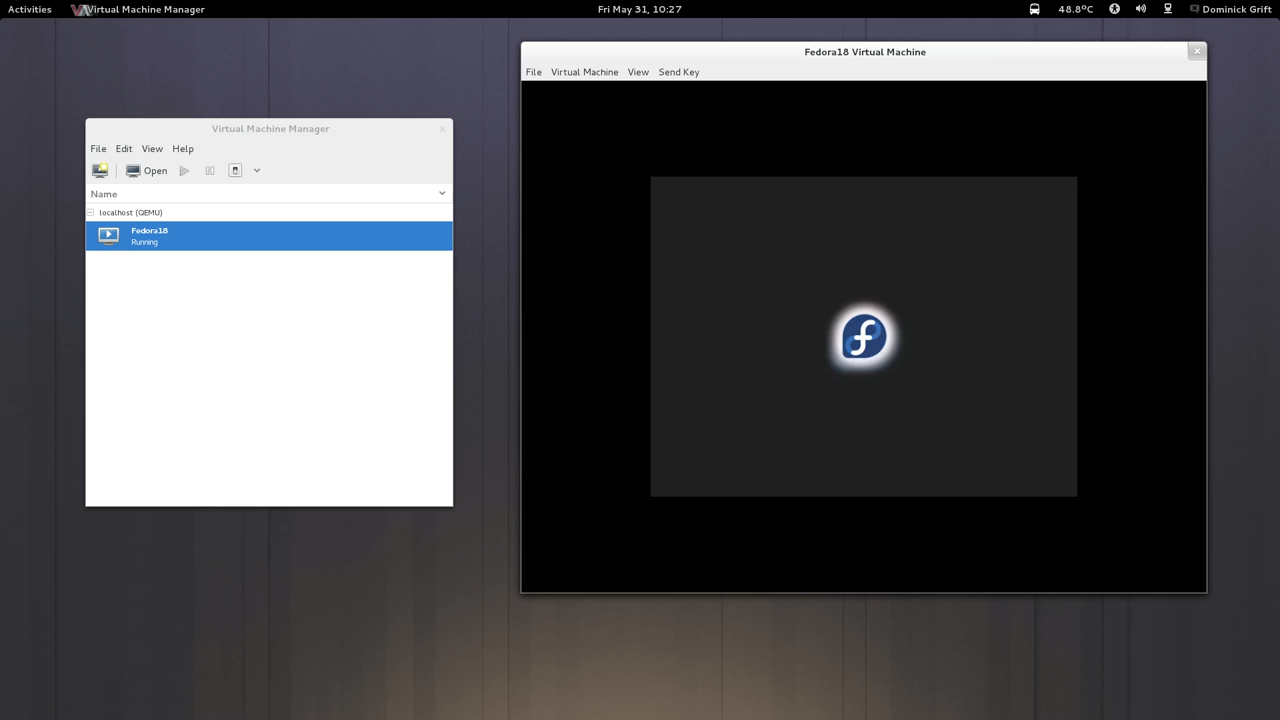 Activities Virtual Machine Manager Fri May 31, 10:27 48.8ºC Dominick Grift
Virtual Machine Manager
File Edit View Help
Open
Name
localhost (QEMU)
Fedora18
Running
Fedora18 Virtual Machine
File Virtual Machine View Send Key